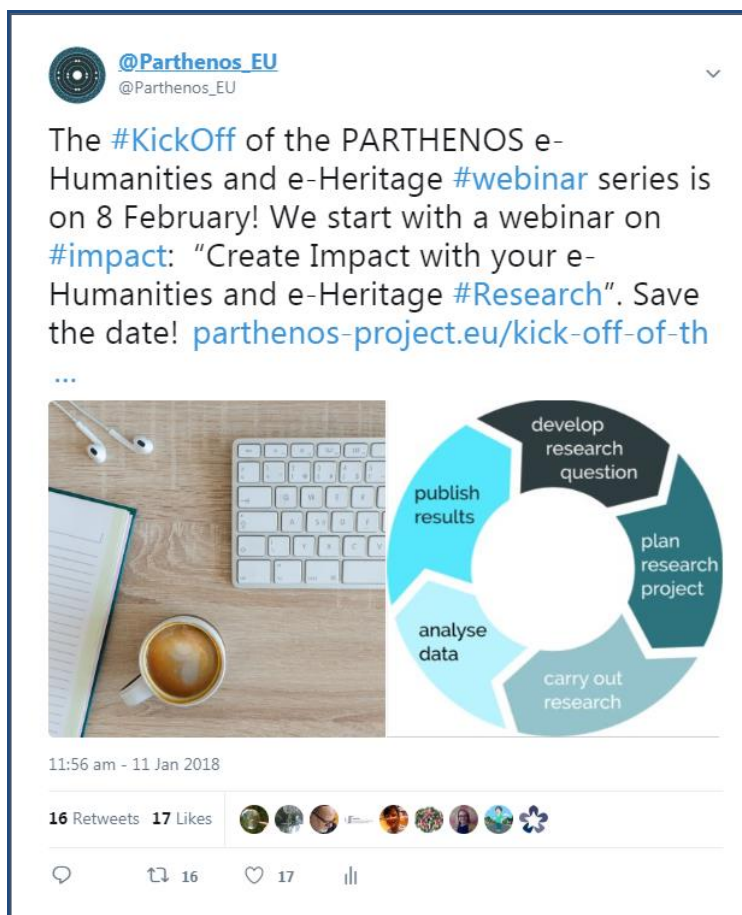 @Parthenos_EU
@Parthenos_EU
The #KickOff of the PARTHENOS e-
Humanities and e-Heritage #webinar series is
on 8 February! We start with a webinar on
#impact: “Create Impact with your e-
Humanities and e-Heritage #Research”. Save
the date! parthenos-project.eu/kick-off-of-th
...
develop
research
question
plan
research
project
carry out
research
analyse
data
publish
results
11:56 am - 11 Jan 2018
16 Retweets 17 Likes
16 17